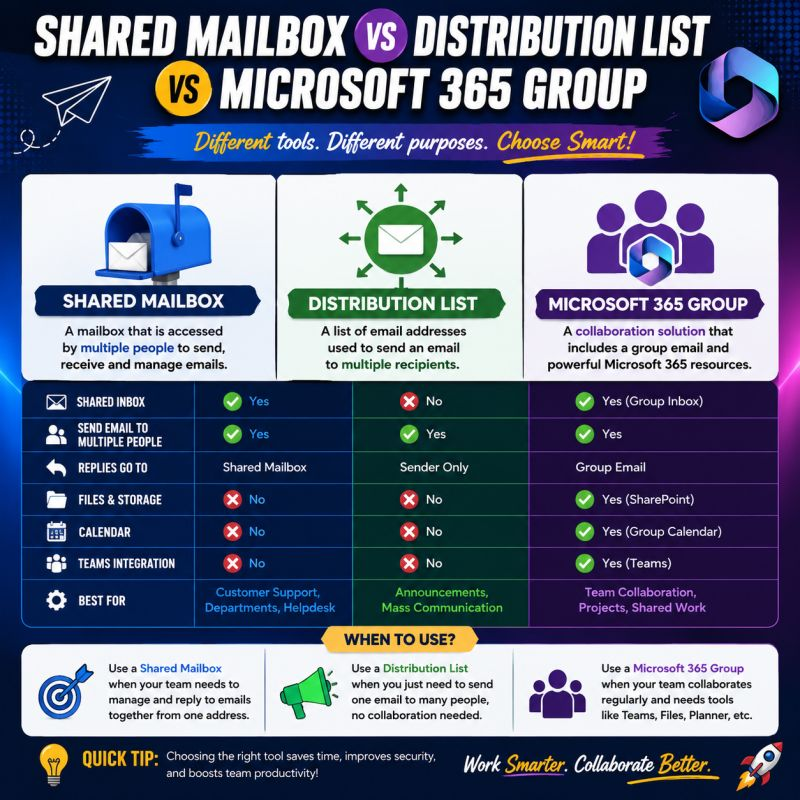 SHARED MAILBOX VS DISTRIBUTION LIST
VS MICROSOFT 365 GROUP
Different tools. Different purposes. Choose Smart!
SHARED MAILBOX
A mailbox that is accessed
by multiple people to send,
receive and manage emails.
DISTRIBUTION LIST
A list of email addresses
used to send an email
to multiple recipients.
MICROSOFT 365 GROUP
A collaboration solution that
includes a group email and
powerful Microsoft 365 resources.
SHARED INBOX Yes No Yes (Group Inbox)
SEND EMAIL TO
MULTIPLE PEOPLE Yes Yes Yes
REPLIES GO TO Shared Mailbox Sender Only Group Email
FILES & STORAGE No No Yes (SharePoint)
CALENDAR No No Yes (Group Calendar)
TEAMS INTEGRATION No No Yes (Teams)
BEST FOR
Customer Support,
Departments, Helpdesk
Announcements,
Mass Communication
Team Collaboration,
Projects, Shared Work
WHEN TO USE?
Use a Shared Mailbox
when your team needs to
manage and reply to emails
together from one address.
Use a Distribution List
when you just need to send
one email to many people,
no collaboration needed.
Use a Microsoft 365 Group
when your team collaborates
regularly and needs tools
like Teams, Files, Planner, etc.
QUICK TIP: Choosing the right tool saves time, improves security,
and boosts team productivity!
Work Smarter. Collaborate Better.